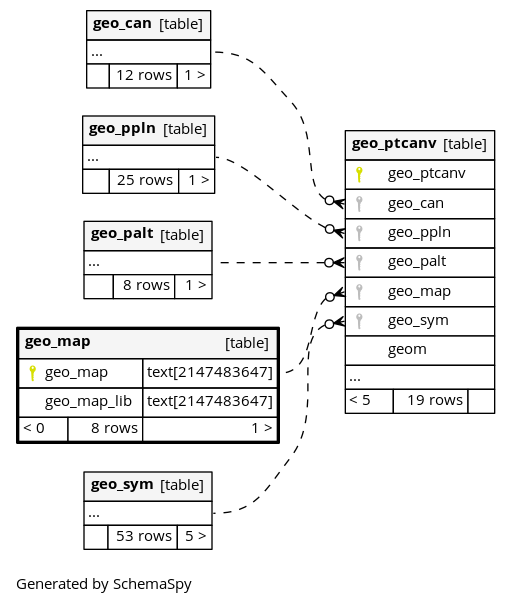 geo_can [table]
...
12 rows 1 >
geo_ppln [table]
...
25 rows 1 >
geo_palt [table]
...
8 rows 1 >
geo_map [table]
geo_map text[2147483647]
geo_map_lib text[2147483647]
< 0 8 rows 1 >
geo_sym [table]
...
53 rows 5 >
geo_ptcanv [table]
geo_ptcanv
geo_can
geo_ppln
geo_palt
geo_map
geo_sym
geom
...
< 5 19 rows
Generated by SchemaSpy